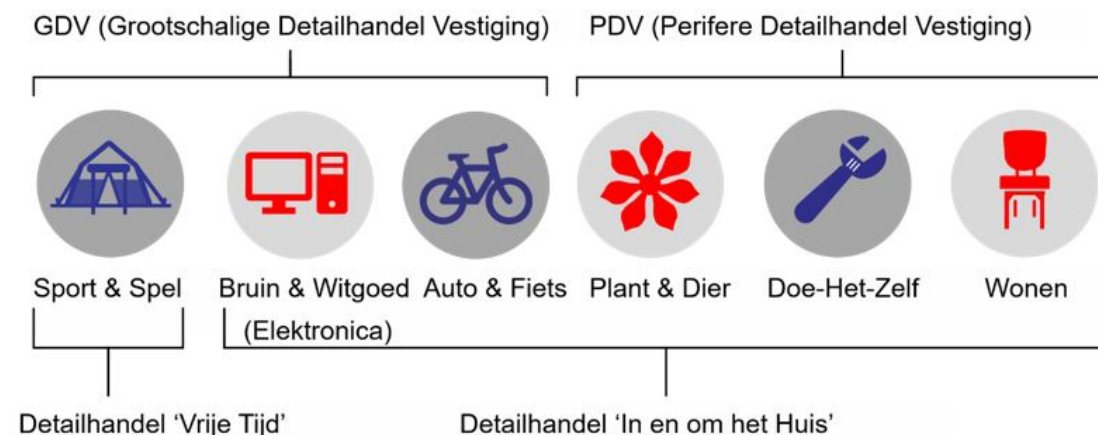 GDV (Grootschalige Detailhandel Vestiging)
PDV (Perifere Detailhandel Vestiging)
Sport & Spel
Bruin & Witgoed
(Elektronica)
Auto & Fiets
Plant & Dier
Doe-Het-Zelf
Wonen
Detailhandel ‘Vrije Tijd’
Detailhandel ‘In en om het Huis’